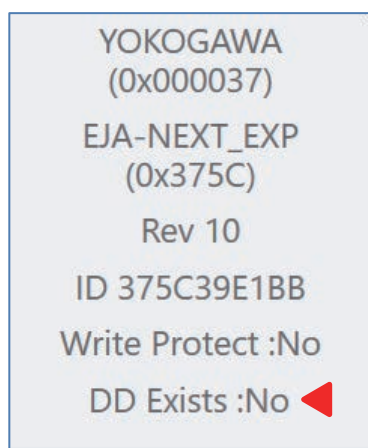 YOKOGAWA
(0x000037)
EJA-NEXT_EXP
(0x375C)
Rev 10
ID 375C39E1BB
Write Protect :No
DD Exists :No